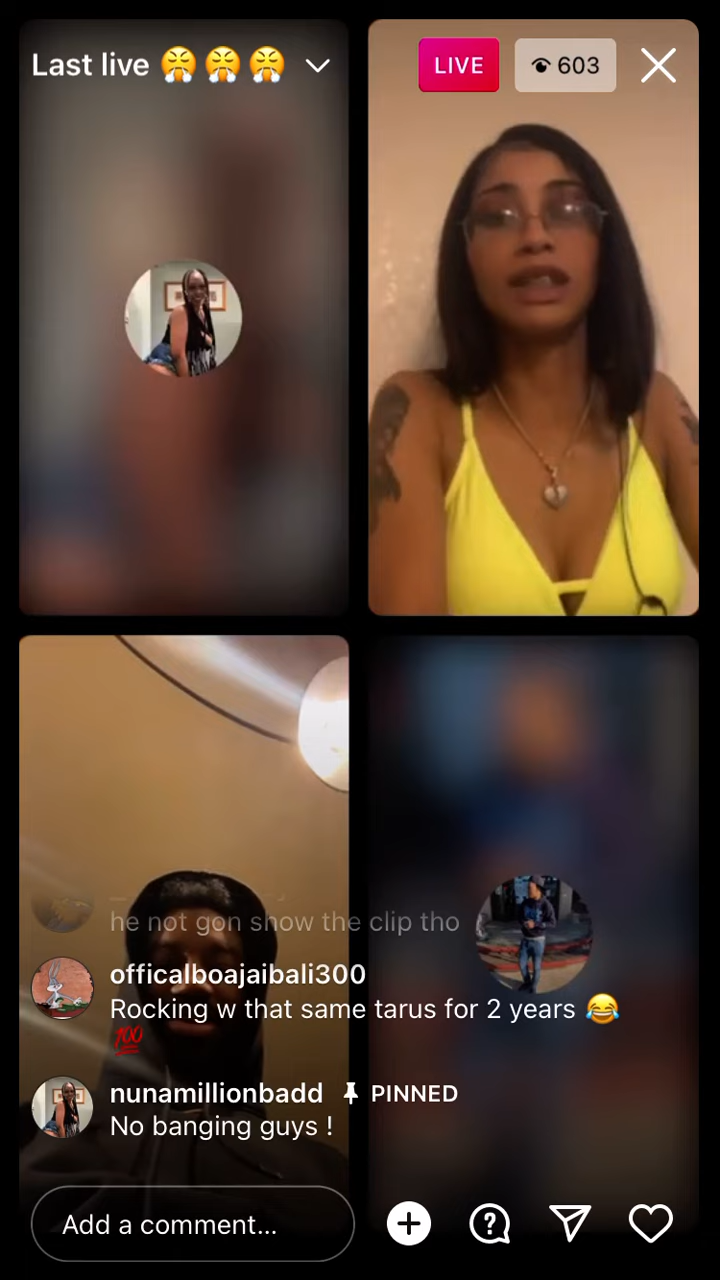 Last live 😤 😤 😤
LIVE
603
he not gon show the clip tho
officalboajaibali300
Rocking w that same tarus for 2 years 😂
💯
nunamillionbadd PINNED
No banging guys !
Add a comment...